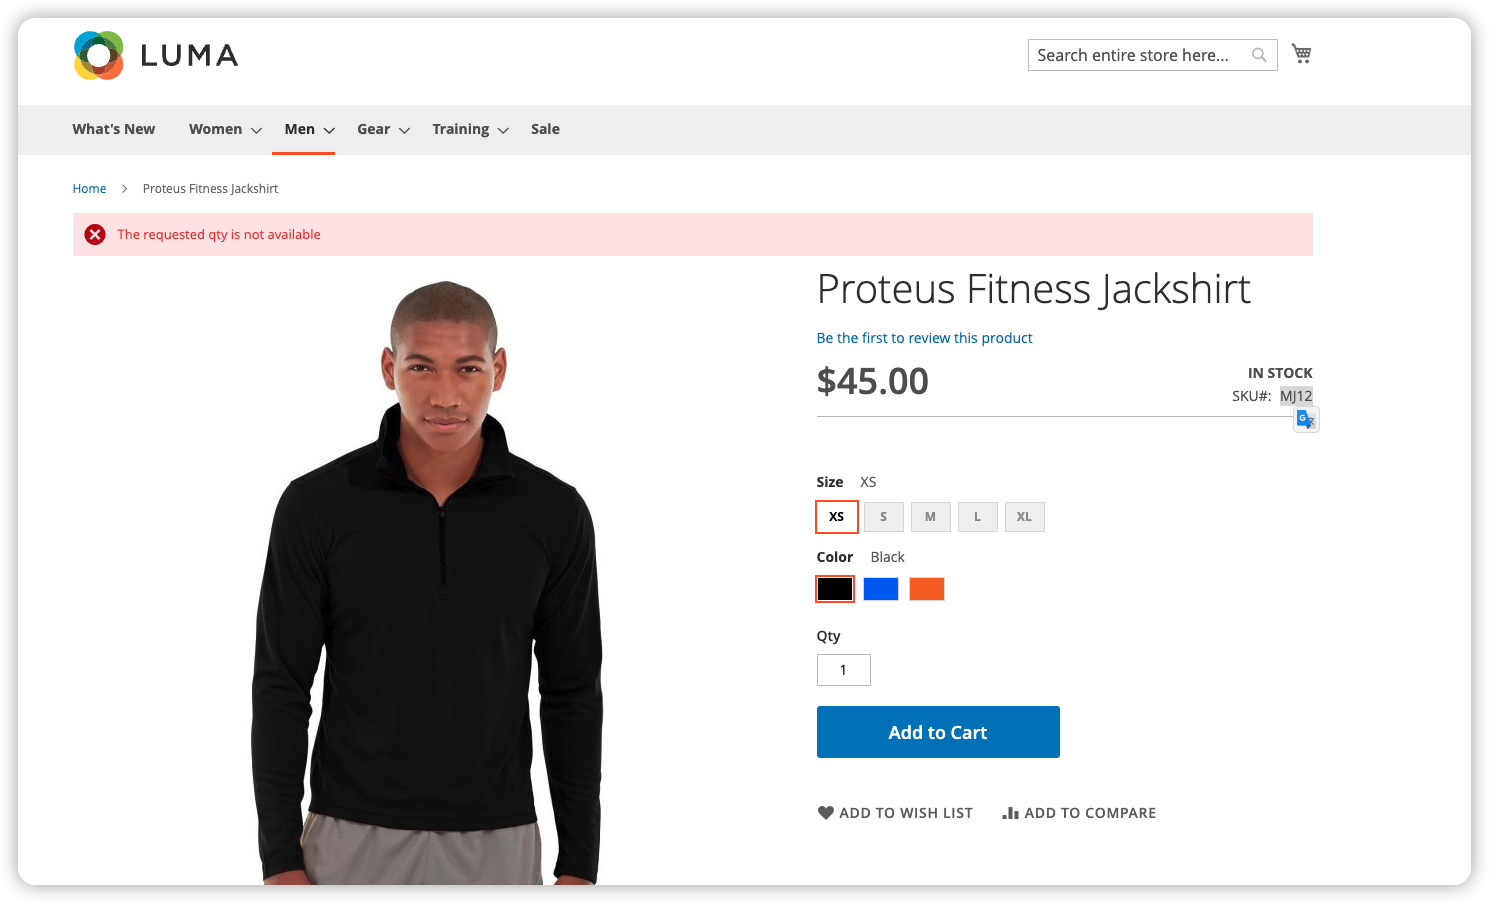 LUMA
Search entire store here...
What's New Women Men Gear Training Sale
Home Proteus Fitness Jackshirt
The requested qty is not available
Proteus Fitness Jackshirt
Be the first to review this product
$45.00
IN STOCK
SKU#: MJ12
Size XS
XS S M L XL
Color Black
Qty
1
Add to Cart
ADD TO WISH LIST ADD TO COMPARE